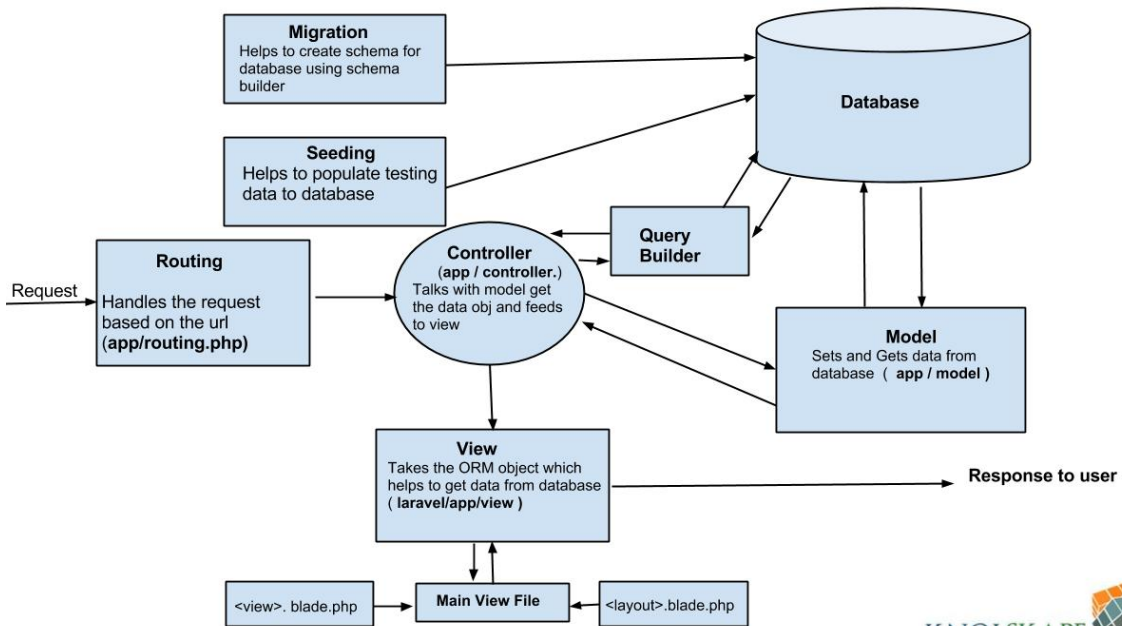 Migration
Helps to create schema for
database using schema
builder
Database
Seeding
Helps to populate testing
data to database
Query
Builder
Controller
(app / controller.)
Talks with model get
the data obj and feeds
to view
Routing
Request
Handles the request
based on the url
(app/routing.php)
Model
Sets and Gets data from
database ( app / model )
View
Takes the ORM object which
helps to get data from database
( laravel/app/view )
Response to user
<view>. blade.php
Main View File
<layout>.blade.php